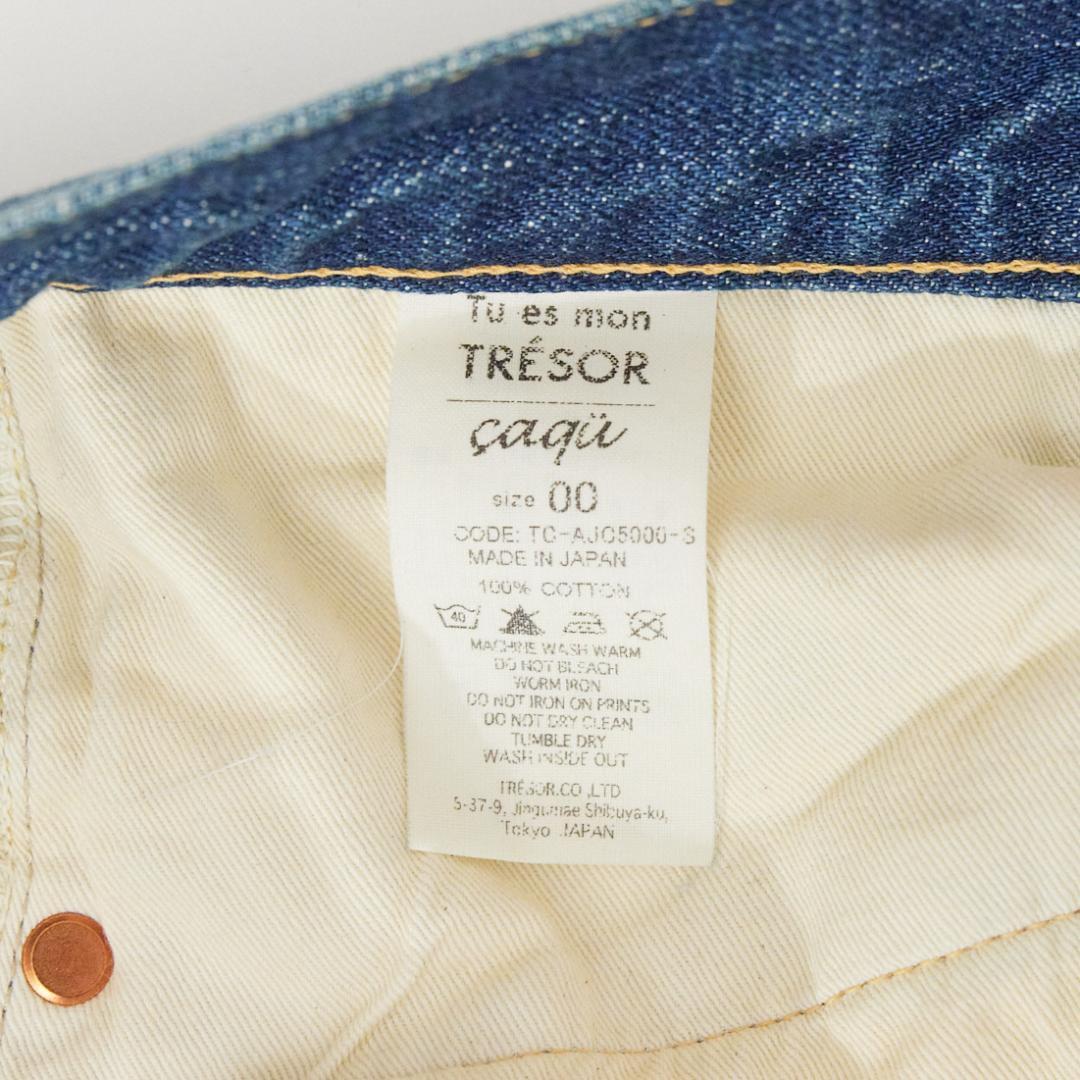 Tu es mon
TRÉSOR
çaqü
size 00
CODE: TC-AJC5000-S
MADE IN JAPAN
100% COTTON
40
MACHINE WASH WARM
DO NOT BLEACH
WORM IRON
DO NOT IRON ON PRINTS
DO NOT DRY CLEAN
TUMBLE DRY
WASH INSIDE OUT
TRÉSOR.CO.,LTD
5-37-9, Jingumae Shibuya-ku,
Tokyo JAPAN